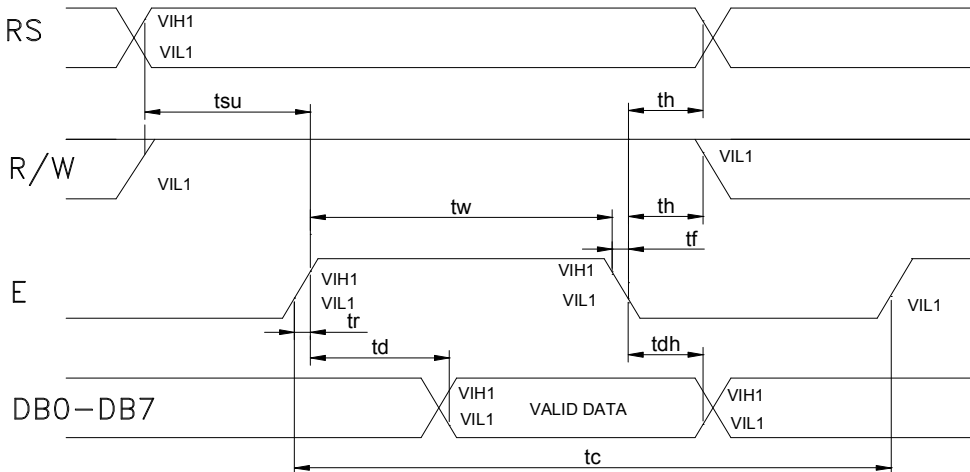 RS
VIH1
VIL1
tsu
th
R/W
VIL1
VIL1
tw
th
tf
E
VIH1
VIL1
VIH1
VIL1
VIL1
tr
td
tdh
DB0-DB7
VIH1
VIL1
VALID DATA
VIH1
VIL1
tc